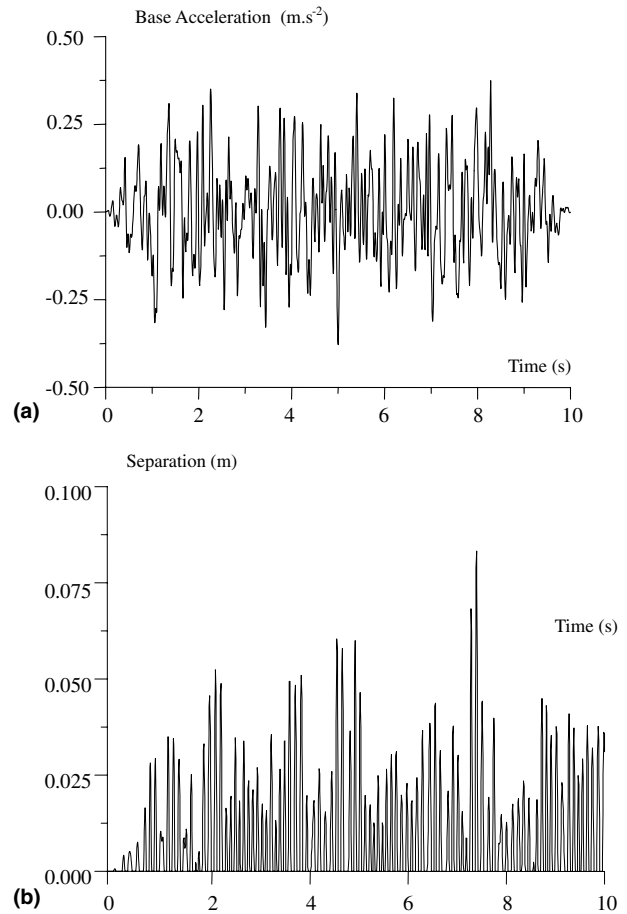 Base Acceleration (m.s-2)
0.50
0.25
0.00
-0.25
-0.50
Time (s)
(a)
0 2 4 6 8 10
Separation (m)
0.100
0.075
0.050
0.025
0.000
Time (s)
(b)
2 4 6 8 10